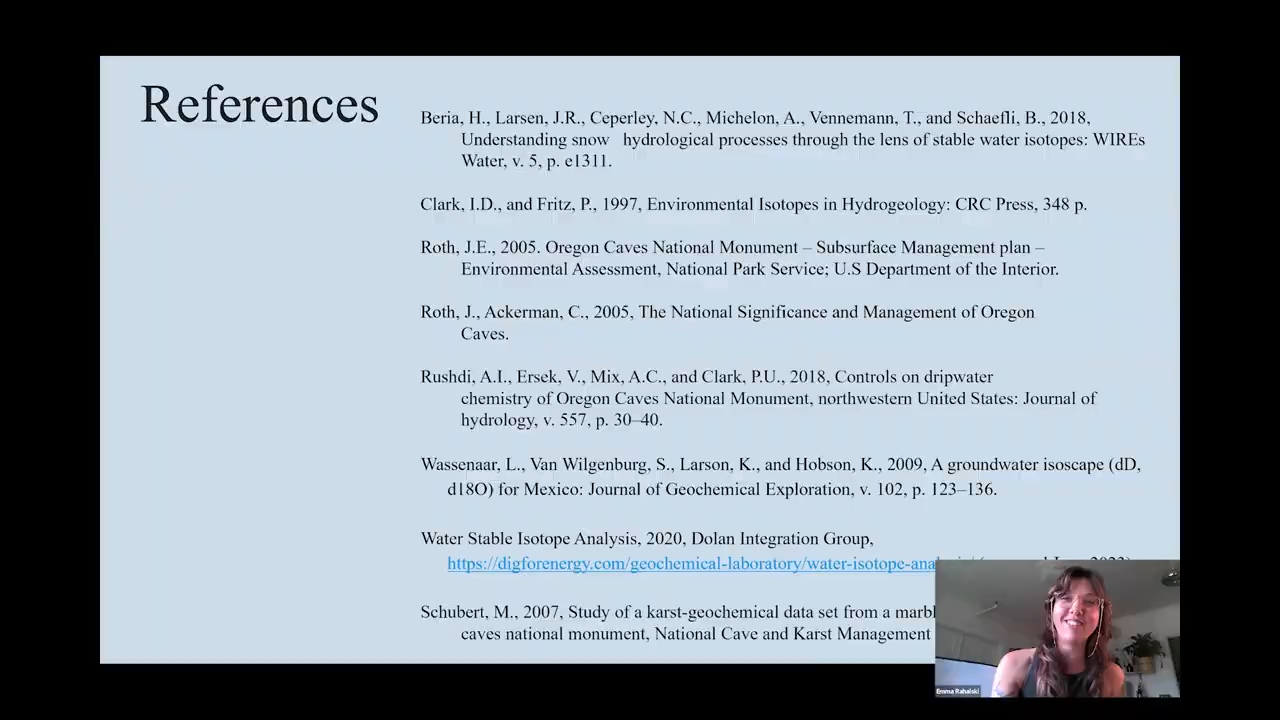 References
Beria, H., Larsen, J.R., Ceperley, N.C., Michelon, A., Vennemann, T., and Schaefli, B., 2018,
Understanding snow hydrological processes through the lens of stable water isotopes: WIREs
Water, v. 5, p. e1311.
Clark, I.D., and Fritz, P., 1997, Environmental Isotopes in Hydrogeology: CRC Press, 348 p.
Roth, J.E., 2005. Oregon Caves National Monument – Subsurface Management plan –
Environmental Assessment, National Park Service; U.S Department of the Interior.
Roth, J., Ackerman, C., 2005, The National Significance and Management of Oregon
Caves.
Rushdi, A.I., Ersek, V., Mix, A.C., and Clark, P.U., 2018, Controls on dripwater
chemistry of Oregon Caves National Monument, northwestern United States: Journal of
hydrology, v. 557, p. 30–40.
Wassenaar, L., Van Wilgenburg, S., Larson, K., and Hobson, K., 2009, A groundwater isoscape (dD,
d18O) for Mexico: Journal of Geochemical Exploration, v. 102, p. 123–136.
Water Stable Isotope Analysis, 2020, Dolan Integration Group,
https://digforenergy.com/geochemical-laboratory/water-isotope-ana
Schubert, M., 2007, Study of a karst-geochemical data set from a marbl
caves national monument, National Cave and Karst Management
Emma Rahalski